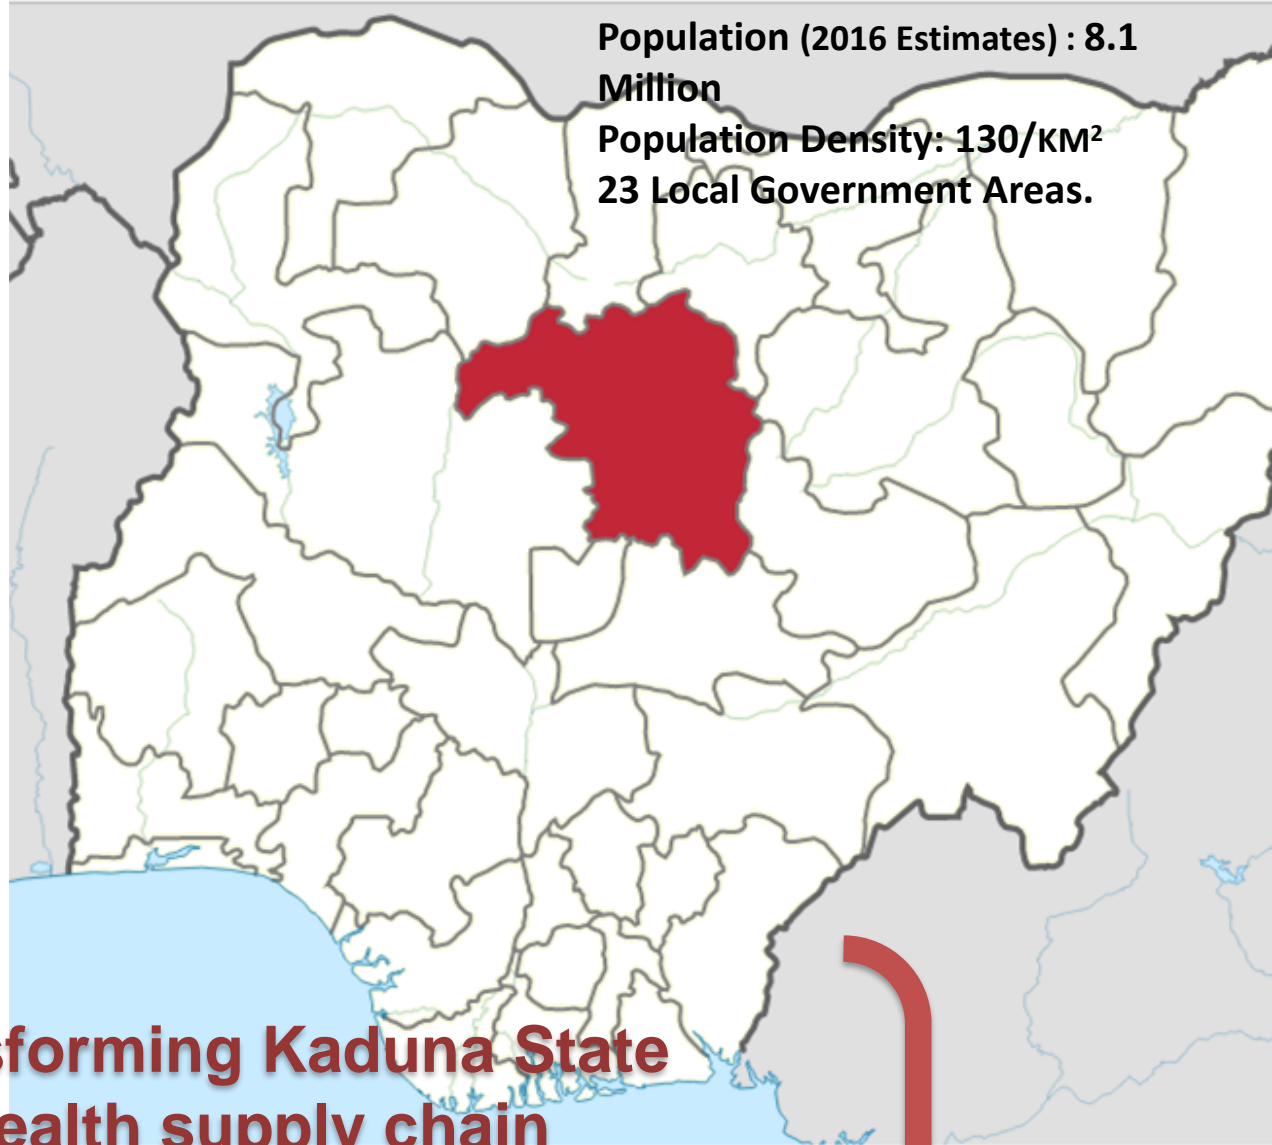 Population (2016 Estimates) : 8.1
Million
Population Density: 130/KM²
23 Local Government Areas.
sforming Kaduna State
ealth supply chain